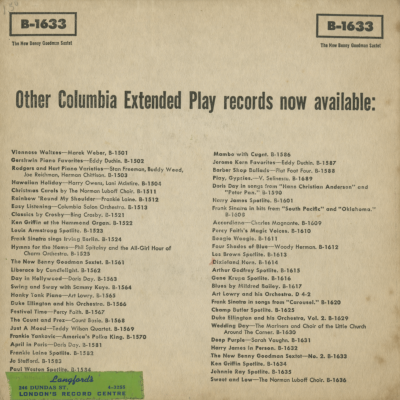 B-1633
The New Benny Goodman Sextet
B-1633
The New Benny Goodman Sextet
Other Columbia Extended Play records now available:
Viennese Waltzes—Marek Weber, B-1501
Gershwin Piano Favorites—Eddy Duchin, B-1502
Rodgers and Hart Piano Varieties—Stan Freeman, Buddy Weed,
Joe Reichman, Herman Chittison, B-1503
Hawaiian Holiday—Harry Owens, Lani McIntire, B-1504
Christmas Carols by The Norman Luboff Choir, B-1511
Rainbow 'Round My Shoulder—Frankie Laine, B-1512
Easy Listening—Columbia Salon Orchestra, B-1513
Classics by Crosby—Bing Crosby, B-1521
Ken Griffin at the Hammond Organ, B-1522
Louis Armstrong Spotlite, B-1523
Frank Sinatra sings Irving Berlin, B-1524
Hymns for the Home—Phil Spitalny and the All-Girl Hour of
Charm Orchestra, B-1535
The New Benny Goodman Sextet, B-1561
Liberace by Candlelight, B-1562
Day in Hollywood—Doris Day, B-1563
Swing and Sway with Sammy Kaye, B-1564
Honky Tonk Piano—Art Lowry, B-1565
Duke Ellington and his Orchestra, B-1566
Festival Time—Percy Faith, B-1567
The Count and Prez—Count Basie, B-1568
Just A Mood—Teddy Wilson Quartet, B-1569
Frankie Yankovic—America's Polka King, B-1570
April in Paris—Doris Day, B-1581
Frankie Laine Spotlite, B-1582
Jo Stafford, B-1583
Paul Weston Spotlite, B-1584
Mambo with Cugat, B-1586
Jerome Kern Favorites—Eddy Duchin, B-1587
Barber Shop Ballads—Flat Foot Four, B-1588
Play, Gypsies,—V. Selinescu, B-1689
Doris Day in songs from "Hans Christian Andersen" and
"Peter Pan," B-1590
Harry James Spotlite, B-1601
Frank Sinatra in hits from "South Pacific" and "Oklahoma,"
B-1608
Accordiana—Charles Magnante, B-1609
Percy Faith's Magic Voices, B-1610
Boogie Woogie, B-1611
Four Shades of Blue—Woody Herman, B-1612
Les Brown Spotlite, B-1613
Dixieland Horn, B-1614
Arthur Godfrey Spotlite, B-1615
Gene Krupa Spotlite, B-1616
Blues by Mildred Bailey, B-1617
Art Lowry and his Orchestra, D 4-2
Frank Sinatra in songs from "Carousel," B-1620
Champ Butler Spotlite, B-1625
Duke Ellington and his Orchestra, Vol. 2, B-1629
Wedding Day—The Mariners and Choir of The Little Church
Around The Corner, B-1630
Deep Purple—Sarah Vaughn, B-1631
Harry James in Person, B-1632
The New Benny Goodman Sextet—No. 2, B-1633
Ken Griffin Spotlite, B-1634
Johnnie Ray Spotlite, B-1635
Sweet and Low—The Norman Luboff Choir, B-1636
Langford's
246 DUNDAS ST.
LONDON'S RECORD CENTRE